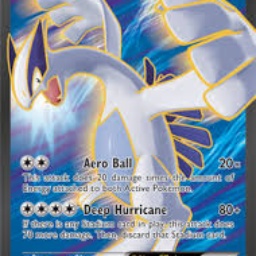 Aero Ball 20×
This attack does 20 damage times the amount of
Energy attached to both Active Pokémon.
Deep Hurricane 80+
If there is any Stadium card in play, this attack does
70 more damage. Then, discard that Stadium card.